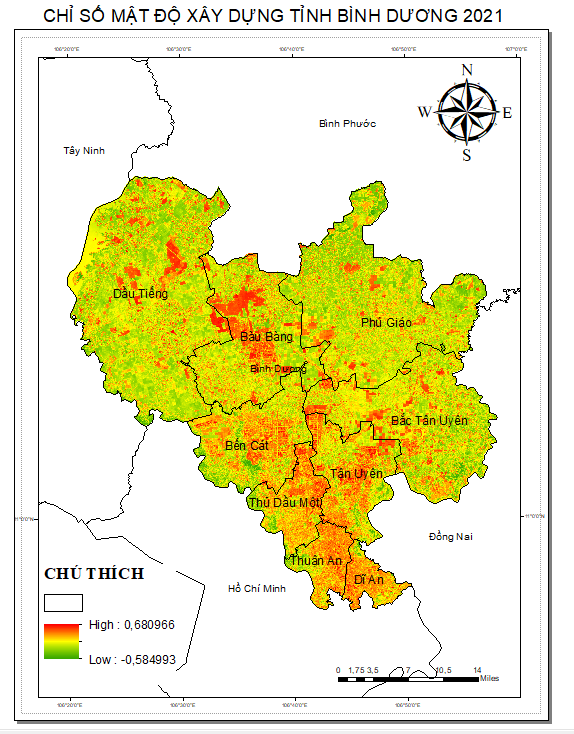 CHỈ SỐ MẬT ĐỘ XÂY DỰNG TỈNH BÌNH DƯƠNG 2021
106°20'0"E 106°30'0"E 106°40'0"E 106°50'0"E 107°0'0"E
N
W E
S
Bình Phước
Tây Ninh
Dầu Tiếng
Phú Giáo
Bàu Bàng
Bình Dương
Bắc Tân Uyên
Bến Cát
Tân Uyên
Thủ Dầu Một
11°0'0"N 11°0'0"N
Đồng Nai
Thuận An
Dĩ An
CHÚ THÍCH
Hồ Chí Minh
High : 0,680966
Low : -0,584993
0 1,75 3,5 7 10,5 14
Miles
106°20'0"E 106°30'0"E 106°40'0"E 106°50'0"E